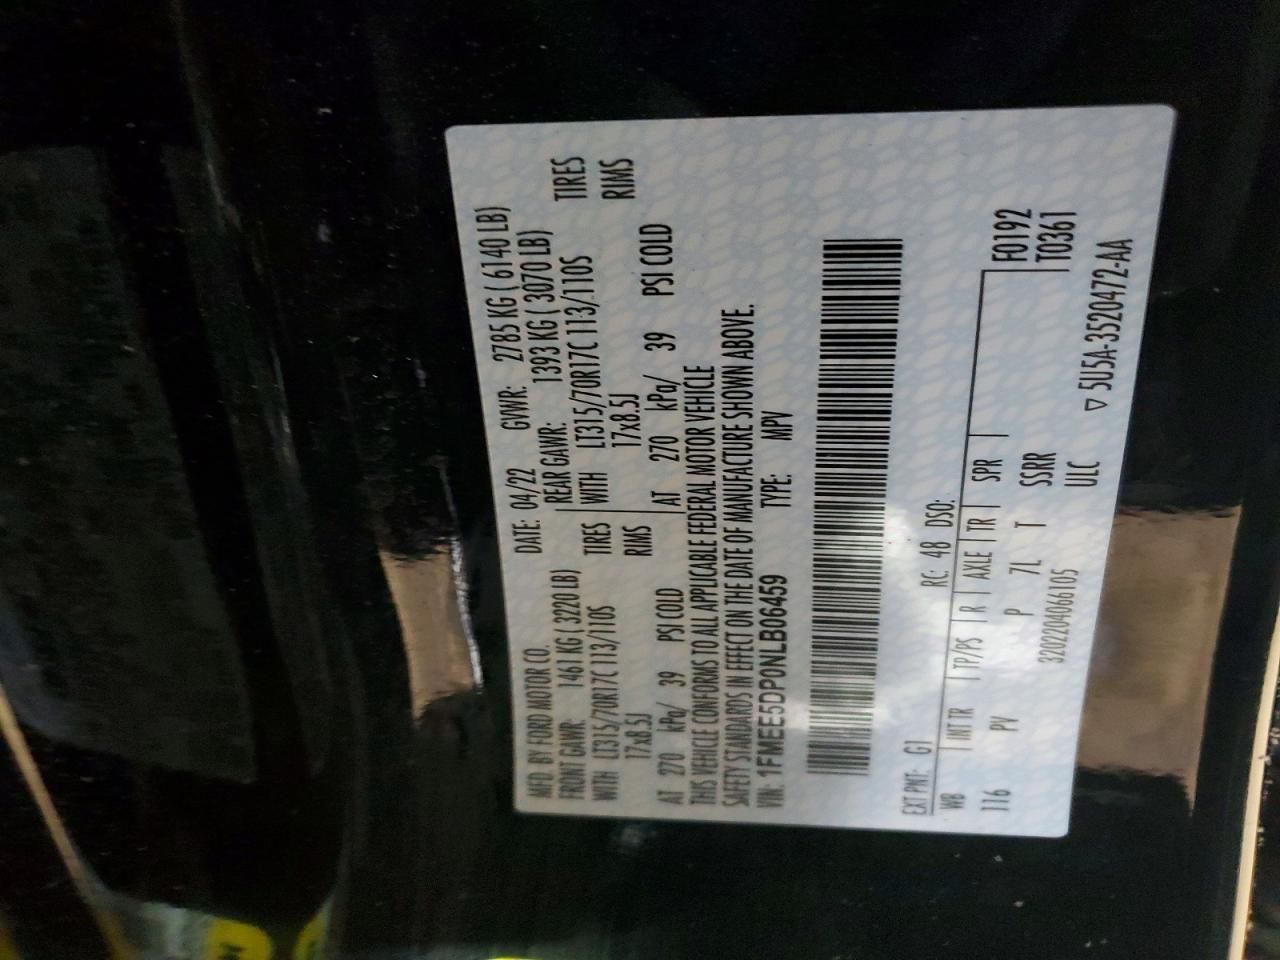 MFD. BY FORD MOTOR CO.
DATE: 04/22 GVWR: 2785 KG ( 6140 LB)
FRONT GAWR: 1461 KG ( 3220 LB) REAR GAWR: 1393 KG ( 3070 LB)
WITH LT315/70R17C 113/110S TIRES WITH LT315/70R17C 113/110S TIRES
17x8.5J RIMS 17x8.5J RIMS
AT 270 kPa/ 39 PSI COLD AT 270 kPa/ 39 PSI COLD
THIS VEHICLE CONFORMS TO ALL APPLICABLE FEDERAL MOTOR VEHICLE
SAFETY STANDARDS IN EFFECT ON THE DATE OF MANUFACTURE SHOWN ABOVE.
VIN: 1FMEE5DP0NLB06459 TYPE: MPV
EXT PNT: G1 RC: 48 DSO:
WB INT TR TP/PS R AXLE TR SPR F0192
116 PV P 7L T SSRR T0361
3202204066105 ULC ▽ 5U5A-3520472-AA